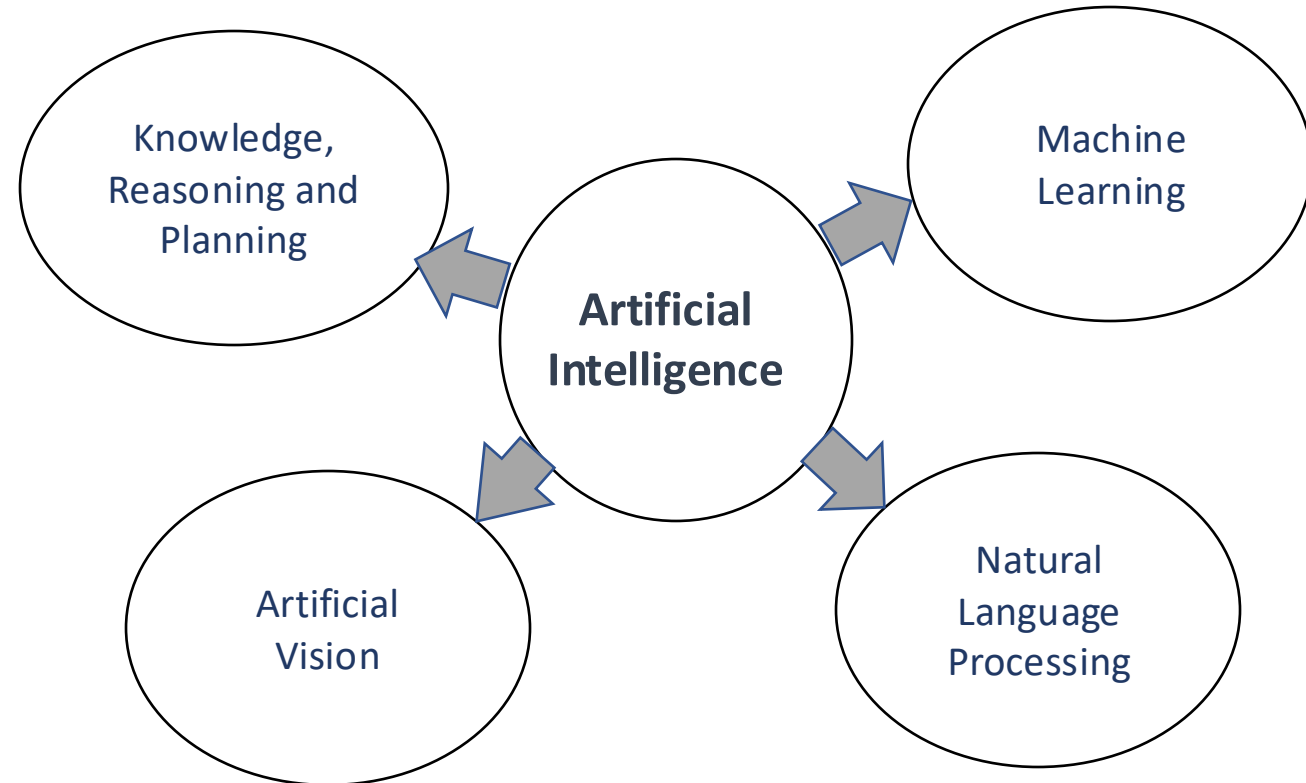 Knowledge,
Reasoning and
Planning
Machine
Learning
Artificial
Intelligence
Artificial
Vision
Natural
Language
Processing